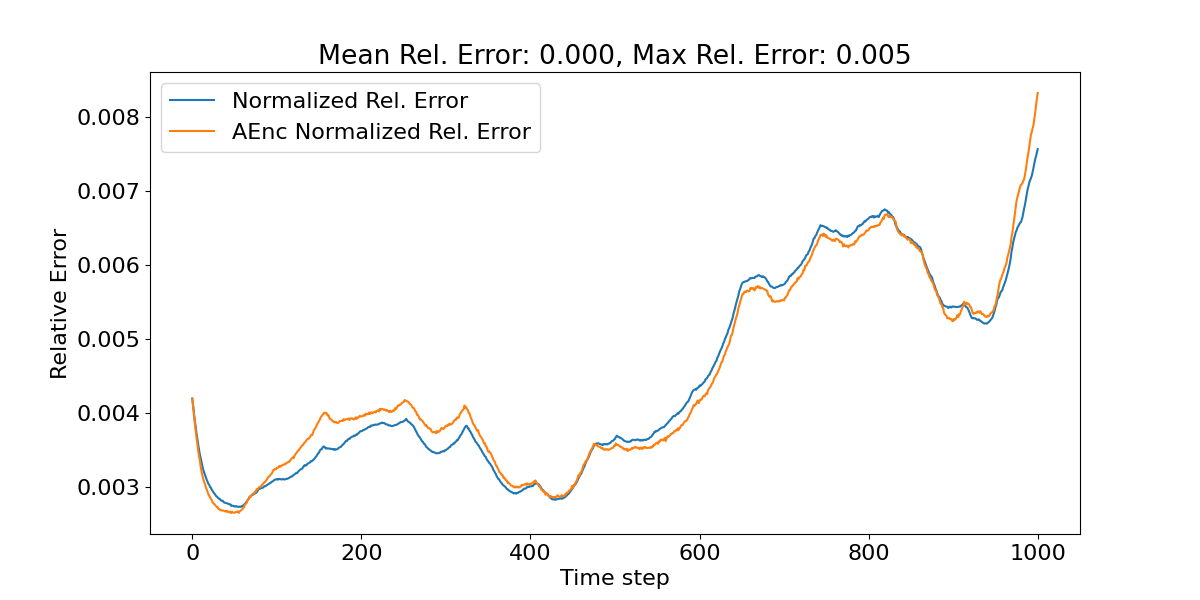 Mean Rel. Error: 0.000, Max Rel. Error: 0.005
Normalized Rel. Error
AEnc Normalized Rel. Error
Relative Error
0.008
0.007
0.006
0.005
0.004
0.003
0 200 400 600 800 1000
Time step